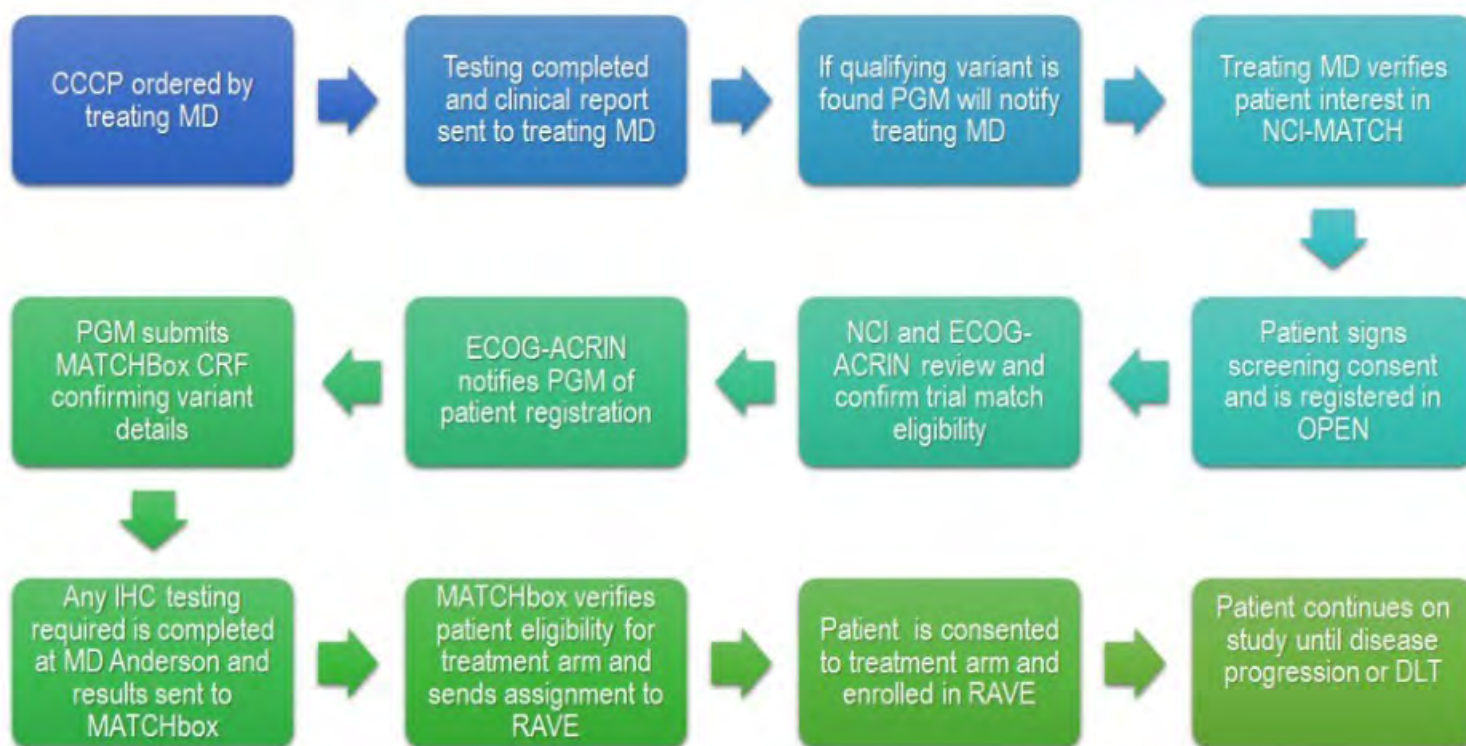 CCCP ordered by
treating MD
Testing completed
and clinical report
sent to treating MD
If qualifying variant is
found PGM will notify
treating MD
Treating MD verifies
patient interest in
NCI-MATCH
Patient signs
screening consent
and is registered in
OPEN
NCI and ECOG-
ACRIN review and
confirm trial match
eligibility
ECOG-ACRIN
notifies PGM of
patient registration
PGM submits
MATCHBox CRF
confirming variant
details
Any IHC testing
required is completed
at MD Anderson and
results sent to
MATCHbox
MATCHbox verifies
patient eligibility for
treatment arm and
sends assignment to
RAVE
Patient is consented
to treatment arm and
enrolled in RAVE
Patient continues on
study until disease
progression or DLT